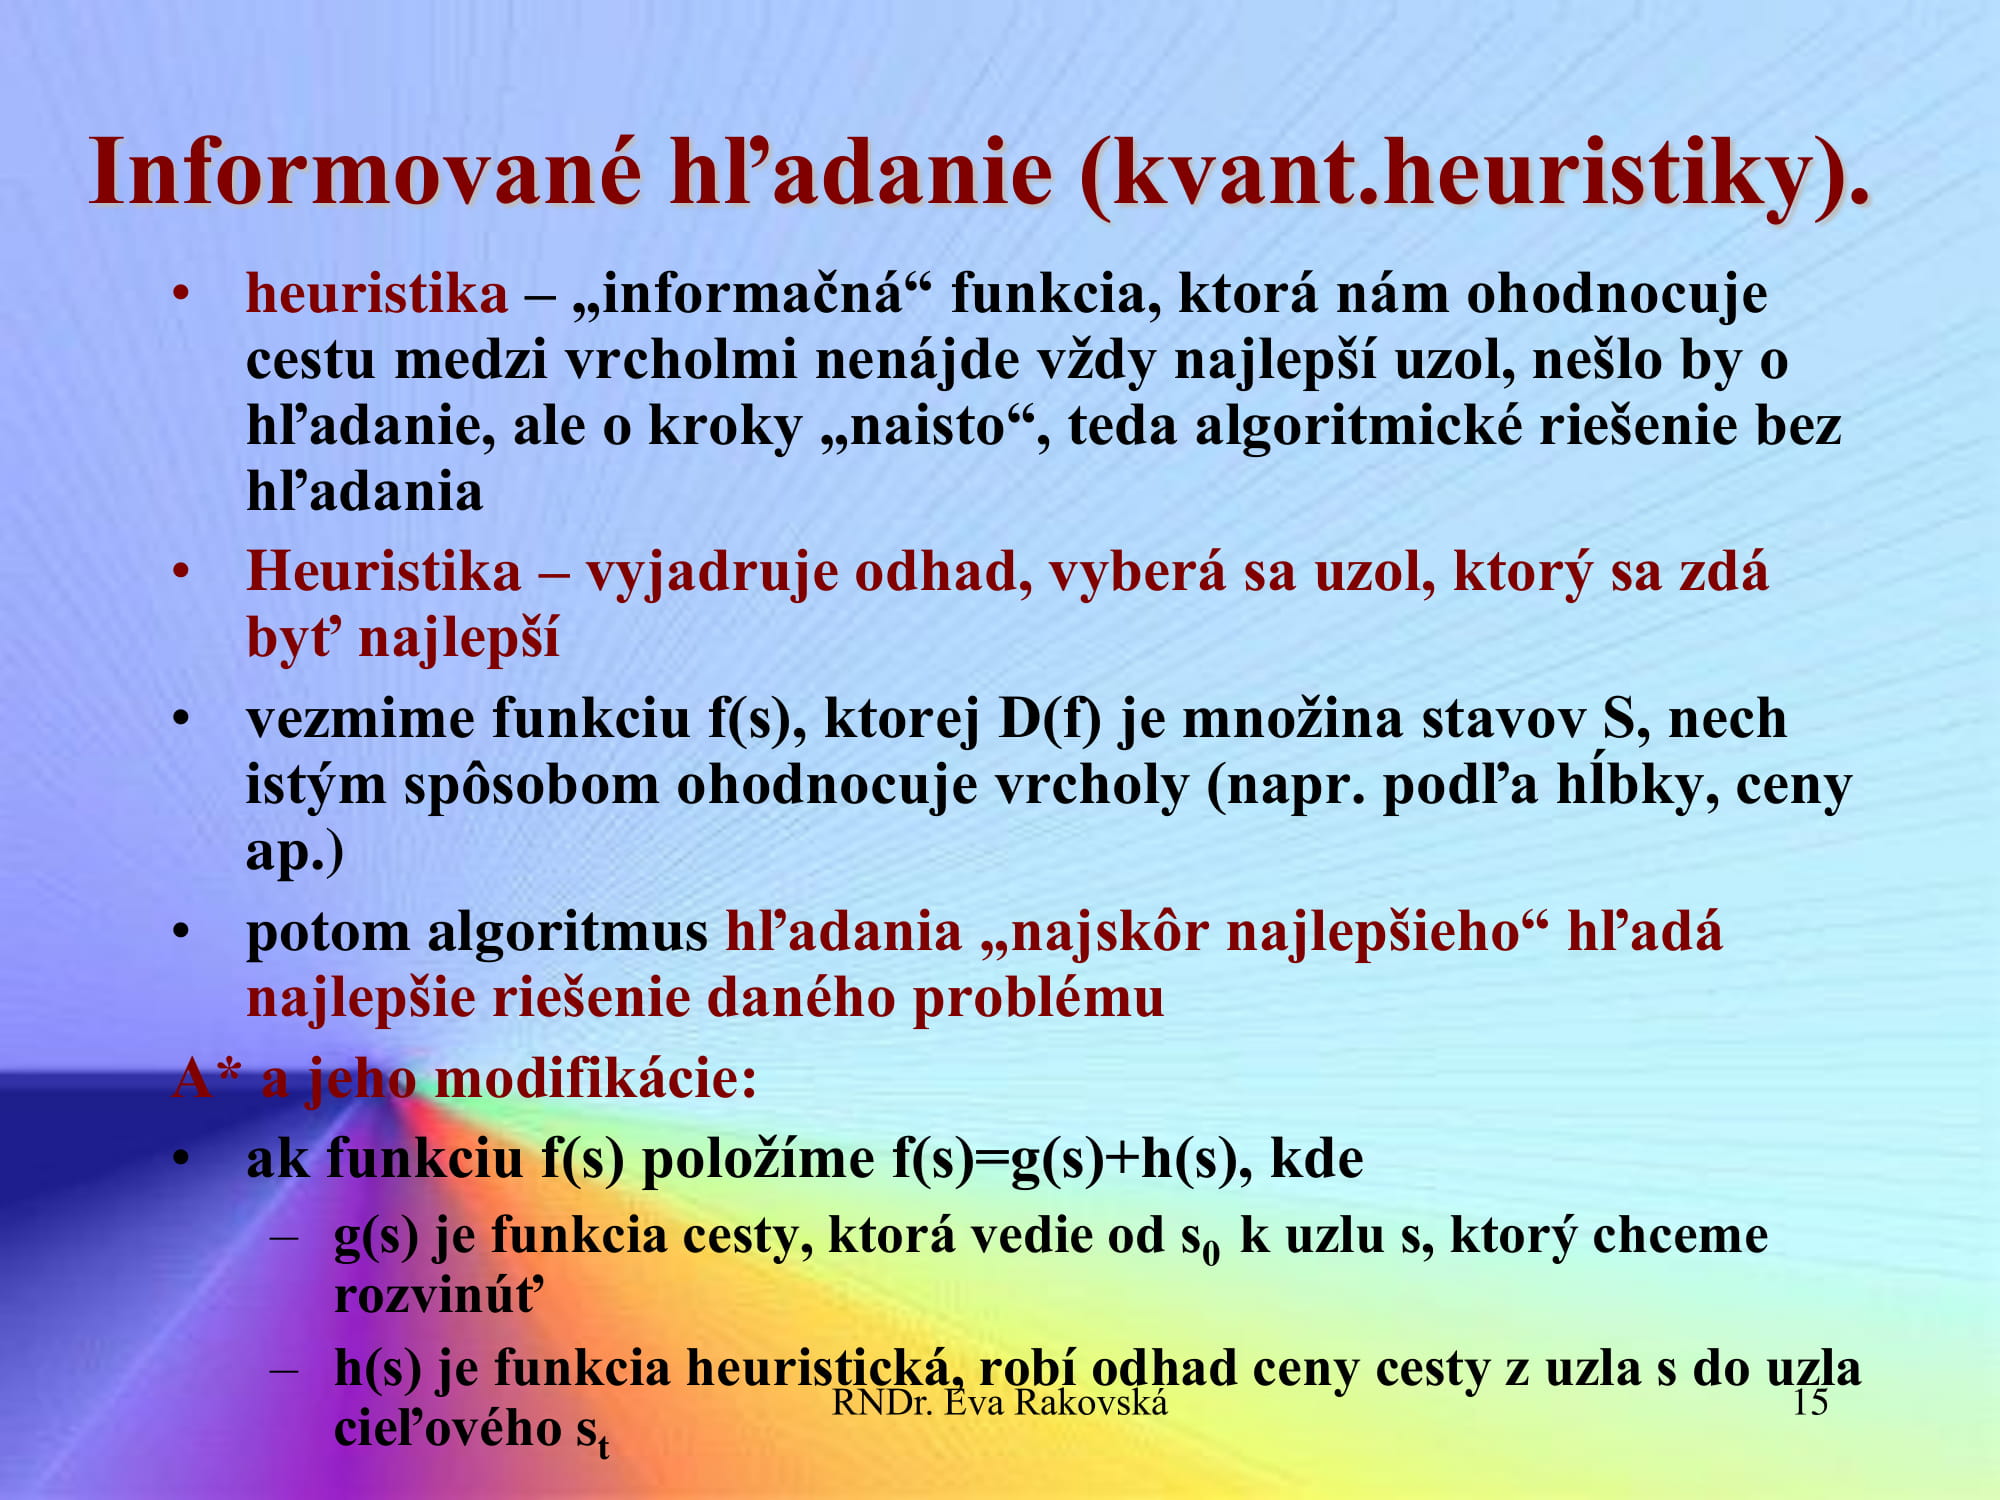 Informované hľadanie (kvant.heuristiky).
• heuristika – „informačná“ funkcia, ktorá nám ohodnocuje
cestu medzi vrcholmi nenájde vždy najlepší uzol, nešlo by o
hľadanie, ale o kroky „naisto“, teda algoritmické riešenie bez
hľadania
• Heuristika – vyjadruje odhad, vyberá sa uzol, ktorý sa zdá
byť najlepší
• vezmime funkciu f(s), ktorej D(f) je množina stavov S, nech
istým spôsobom ohodnocuje vrcholy (napr. podľa hĺbky, ceny
ap.)
• potom algoritmus hľadania „najskôr najlepšieho“ hľadá
najlepšie riešenie daného problému
A* a jeho modifikácie:
• ak funkciu f(s) položíme f(s)=g(s)+h(s), kde
– g(s) je funkcia cesty, ktorá vedie od s0 k uzlu s, ktorý chceme
rozvinúť
– h(s) je funkcia heuristická, robí odhad ceny cesty z uzla s do uzla
cieľového st
RNDr. Eva Rakovská
15